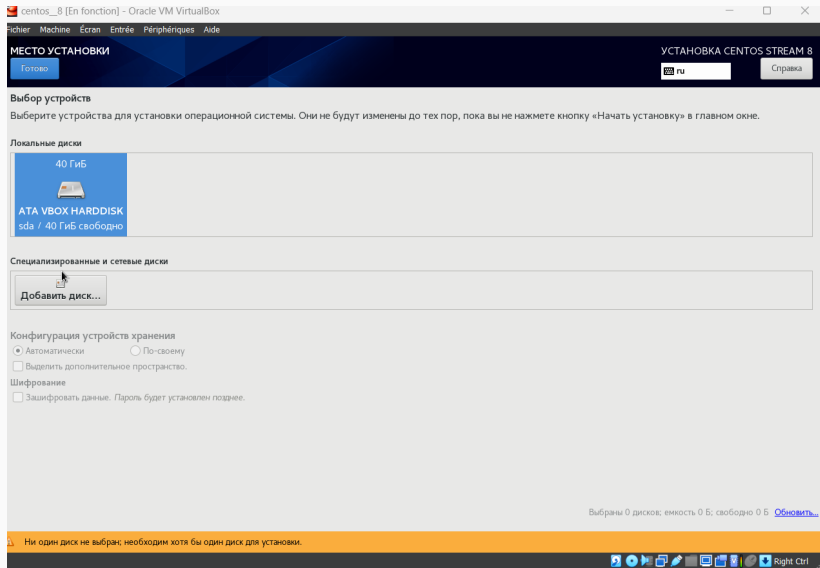 centos__8 [En fonction] - Oracle VM VirtualBox
Fichier Machine Écran Entrée Périphériques Aide
МЕСТО УСТАНОВКИ
УСТАНОВКА CENTOS STREAM 8
Готово
ru
Справка
Выбор устройств
Выберите устройства для установки операционной системы. Они не будут изменены до тех пор, пока вы не нажмете кнопку «Начать установку» в главном окне.
Локальные диски
40 ГиБ
ATA VBOX HARDDISK
sda / 40 ГиБ свободно
Специализированные и сетевые диски
Добавить диск...
Конфигурация устройств хранения
Автоматически
По-своему
Выделить дополнительное пространство.
Шифрование
Зашифровать данные. Пароль будет установлен позднее.
Выбраны 0 дисков; емкость 0 Б; свободно 0 Б Обновить...
Ни один диск не выбран; необходим хотя бы один диск для установки.
Right Ctrl